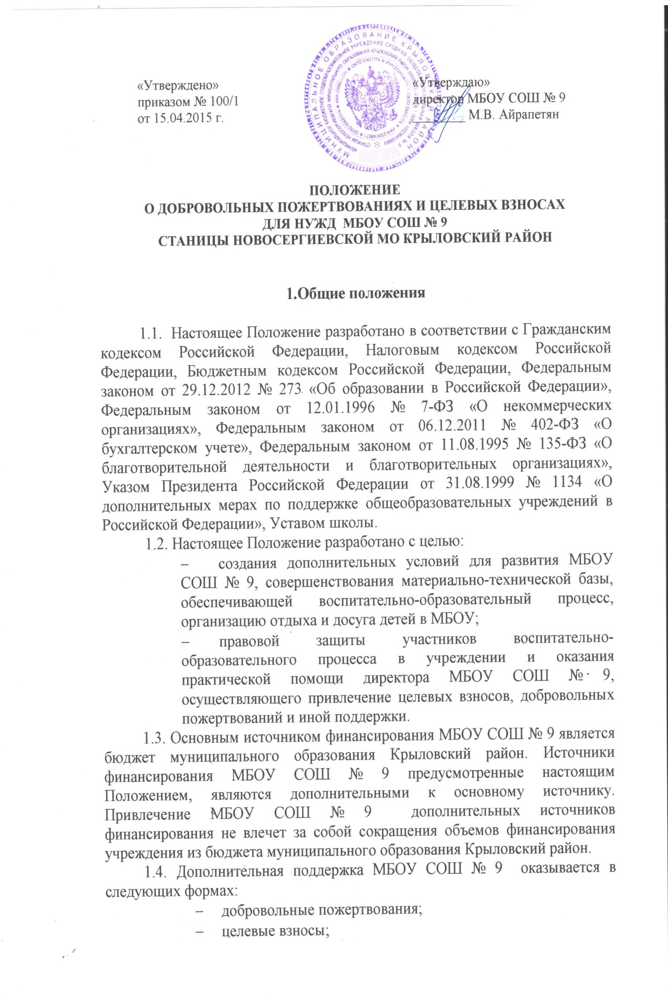 «Утверждено»
приказом № 100/1
от 15.04.2015 г.
«Утверждаю»
директор МБОУ СОШ № 9
________ М.В. Айрапетян
МУНИЦИПАЛЬНОЕ ОБРАЗОВАНИЕ КРЫЛОВСКИЙ РАЙОН
ПОЛОЖЕНИЕ
О ДОБРОВОЛЬНЫХ ПОЖЕРТВОВАНИЯХ И ЦЕЛЕВЫХ ВЗНОСАХ
ДЛЯ НУЖД МБОУ СОШ № 9
СТАНИЦЫ НОВОСЕРГИЕВСКОЙ МО КРЫЛОВСКИЙ РАЙОН
1.Общие положения
1.1. Настоящее Положение разработано в соответствии с Гражданским
кодексом Российской Федерации, Налоговым кодексом Российской
Федерации, Бюджетным кодексом Российской Федерации, Федеральным
законом от 29.12.2012 № 273 «Об образовании в Российской Федерации»,
Федеральным законом от 12.01.1996 № 7-ФЗ «О некоммерческих
организациях», Федеральным законом от 06.12.2011 № 402-ФЗ «О
бухгалтерском учете», Федеральным законом от 11.08.1995 № 135-ФЗ «О
благотворительной деятельности и благотворительных организациях»,
Указом Президента Российской Федерации от 31.08.1999 № 1134 «О
дополнительных мерах по поддержке общеобразовательных учреждений в
Российской Федерации», Уставом школы.
1.2. Настоящее Положение разработано с целью:
– создания дополнительных условий для развития МБОУ
СОШ № 9, совершенствования материально-технической базы,
обеспечивающей воспитательно-образовательный процесс,
организацию отдыха и досуга детей в МБОУ;
– правовой защиты участников воспитательно-
образовательного процесса в учреждении и оказания
практической помощи директора МБОУ СОШ № 9,
осуществляющего привлечение целевых взносов, добровольных
пожертвований и иной поддержки.
1.3. Основным источником финансирования МБОУ СОШ № 9 является
бюджет муниципального образования Крыловский район. Источники
финансирования МБОУ СОШ № 9 предусмотренные настоящим
Положением, являются дополнительными к основному источнику.
Привлечение МБОУ СОШ № 9 дополнительных источников
финансирования не влечет за собой сокращения объемов финансирования
учреждения из бюджета муниципального образования Крыловский район.
1.4. Дополнительная поддержка МБОУ СОШ № 9 оказывается в
следующих формах:
– добровольные пожертвования;
– целевые взносы;